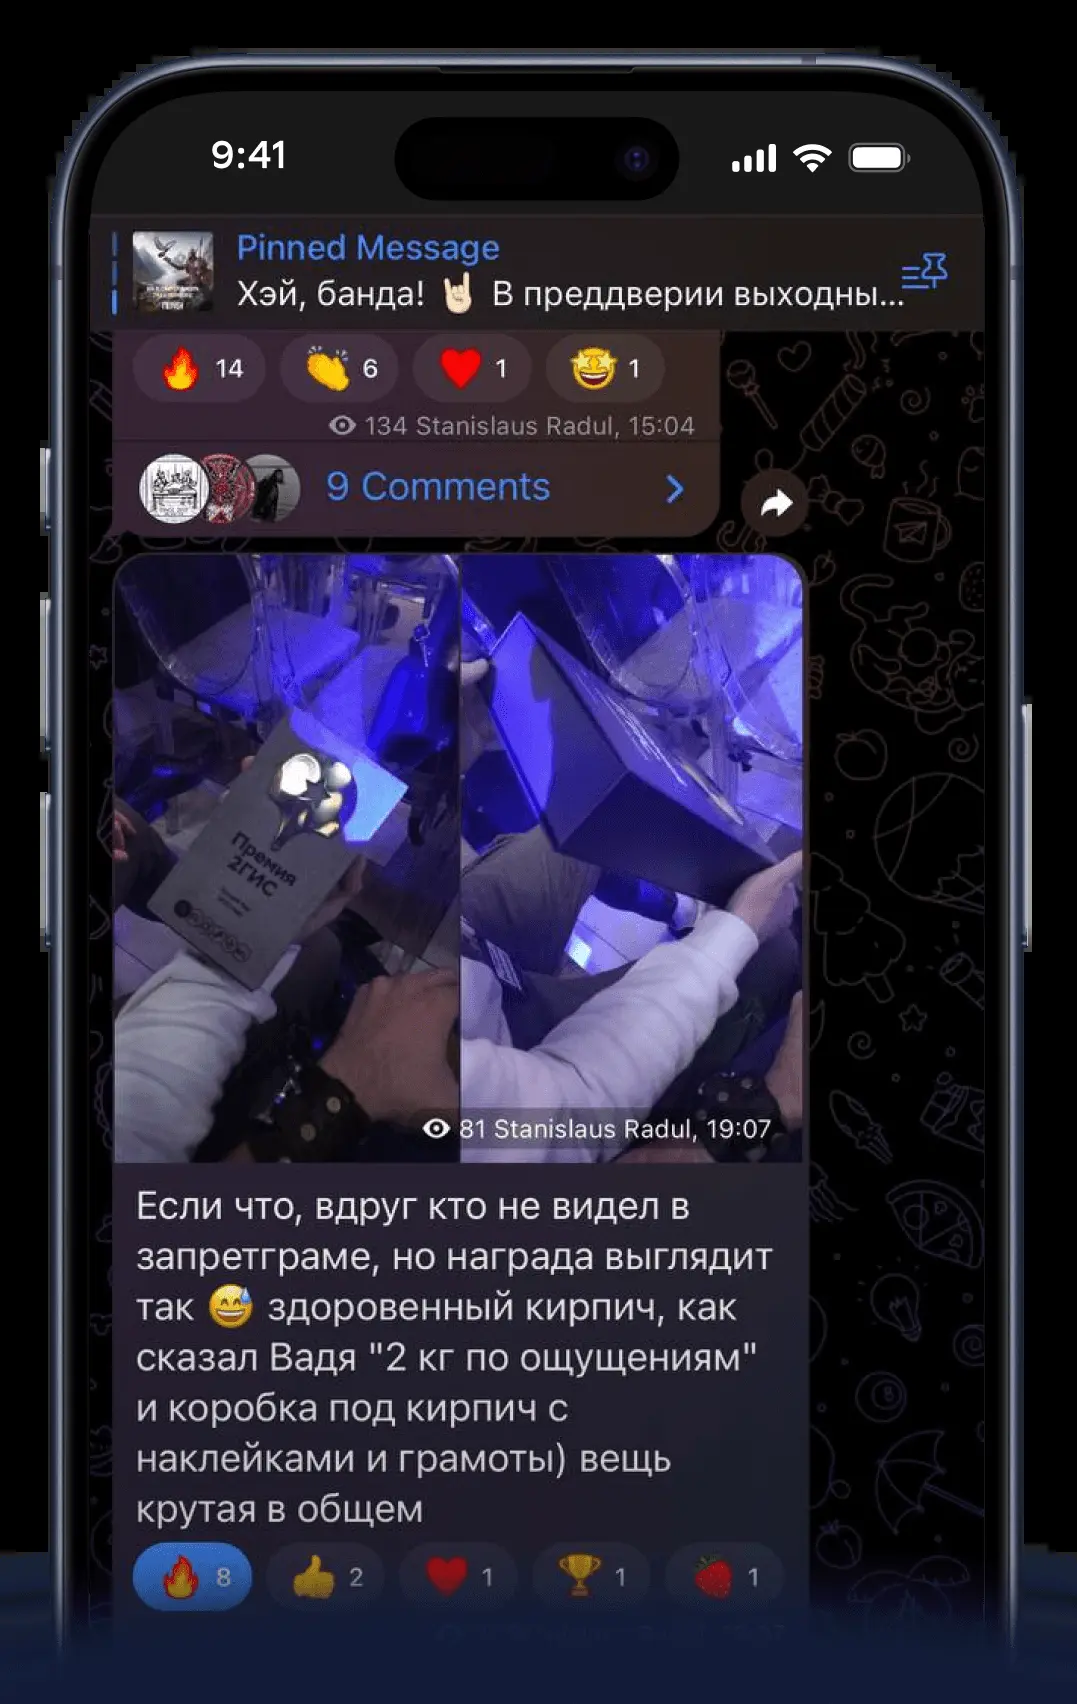 9:41
Pinned Message
Хэй, банда! 🤘 В преддверии выходны...
🔥 14 👏 6 ❤️ 1 🤩 1
134 Stanislaus Radul, 15:04
9 Comments
Премия
2ГИС
81 Stanislaus Radul, 19:07
Если что, вдруг кто не видел в
запретграме, но награда выглядит
так 😅 здоровенный кирпич, как
сказал Вадя "2 кг по ощущениям"
и коробка под кирпич с
наклейками и грамоты) вещь
крутая в общем
🔥 8 👍 2 ❤️ 1 🏆 1 🍓 1